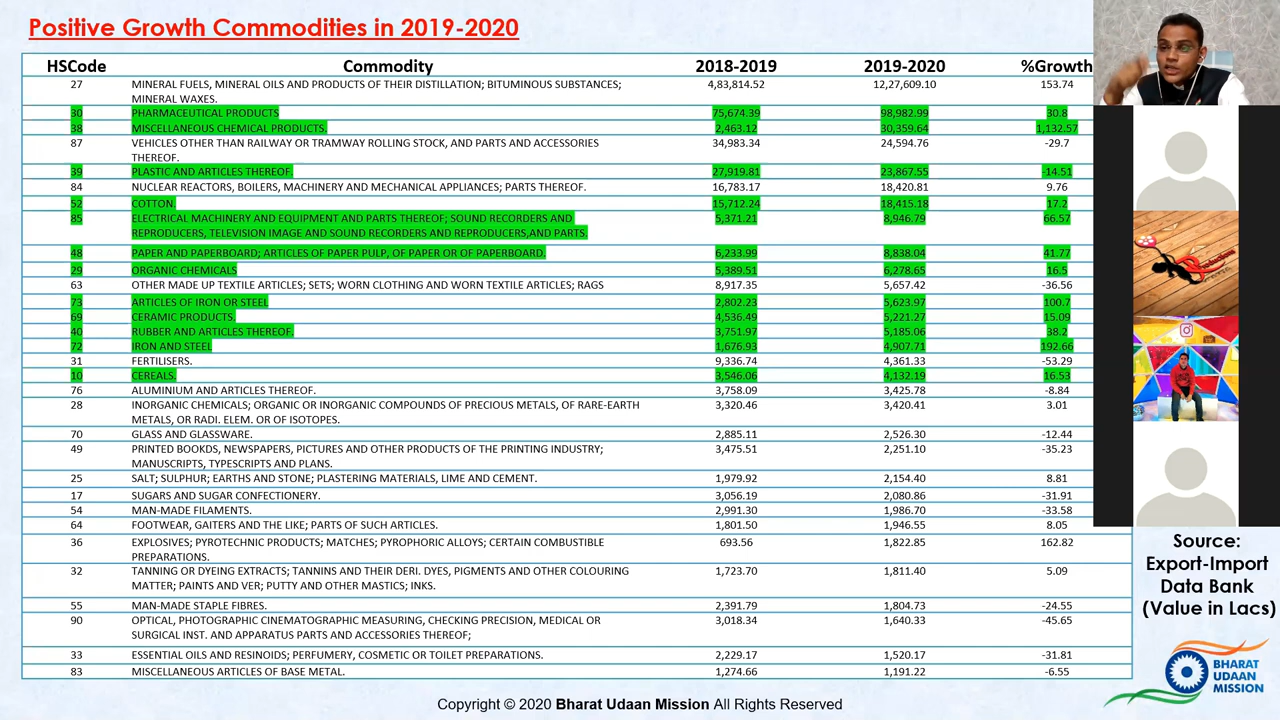 Positive Growth Commodities in 2019-2020
HSCode Commodity 2018-2019 2019-2020 %Growth
27 MINERAL FUELS, MINERAL OILS AND PRODUCTS OF THEIR DISTILLATION; BITUMINOUS SUBSTANCES; 4,83,814.52 12,27,609.10 153.74
MINERAL WAXES.
30 PHARMACEUTICAL PRODUCTS 75,674.39 98,982.99 30.8
38 MISCELLANEOUS CHEMICAL PRODUCTS. 2,463.12 30,359.64 1,132.57
87 VEHICLES OTHER THAN RAILWAY OR TRAMWAY ROLLING STOCK, AND PARTS AND ACCESSORIES 34,983.34 24,594.76 -29.7
THEREOF.
39 PLASTIC AND ARTICLES THEREOF. 27,919.81 23,867.55 -14.51
84 NUCLEAR REACTORS, BOILERS, MACHINERY AND MECHANICAL APPLIANCES; PARTS THEREOF. 16,783.17 18,420.81 9.76
52 COTTON. 15,712.24 18,415.18 17.2
85 ELECTRICAL MACHINERY AND EQUIPMENT AND PARTS THEREOF; SOUND RECORDERS AND 5,371.21 8,946.79 66.57
REPRODUCERS, TELEVISION IMAGE AND SOUND RECORDERS AND REPRODUCERS,AND PARTS.
48 PAPER AND PAPERBOARD; ARTICLES OF PAPER PULP, OF PAPER OR OF PAPERBOARD. 6,233.99 8,838.04 41.77
29 ORGANIC CHEMICALS 5,389.51 6,278.65 16.5
63 OTHER MADE UP TEXTILE ARTICLES; SETS; WORN CLOTHING AND WORN TEXTILE ARTICLES; RAGS 8,917.35 5,657.42 -36.56
73 ARTICLES OF IRON OR STEEL 2,802.23 5,623.97 100.7
69 CERAMIC PRODUCTS. 4,536.49 5,221.27 15.09
40 RUBBER AND ARTICLES THEREOF. 3,751.97 5,185.06 38.2
72 IRON AND STEEL 1,676.93 4,907.71 192.66
31 FERTILISERS. 9,336.74 4,361.33 -53.29
10 CEREALS. 3,546.06 4,132.19 16.53
76 ALUMINIUM AND ARTICLES THEREOF. 3,758.09 3,425.78 -8.84
28 INORGANIC CHEMICALS; ORGANIC OR INORGANIC COMPOUNDS OF PRECIOUS METALS, OF RARE-EARTH 3,320.46 3,420.41 3.01
METALS, OR RADI. ELEM. OR OF ISOTOPES.
70 GLASS AND GLASSWARE. 2,885.11 2,526.30 -12.44
49 PRINTED BOOKDS, NEWSPAPERS, PICTURES AND OTHER PRODUCTS OF THE PRINTING INDUSTRY; 3,475.51 2,251.10 -35.23
MANUSCRIPTS, TYPESCRIPTS AND PLANS.
25 SALT; SULPHUR; EARTHS AND STONE; PLASTERING MATERIALS, LIME AND CEMENT. 1,979.92 2,154.40 8.81
17 SUGARS AND SUGAR CONFECTIONERY. 3,056.19 2,080.86 -31.91
54 MAN-MADE FILAMENTS. 2,991.30 1,986.70 -33.58
64 FOOTWEAR, GAITERS AND THE LIKE; PARTS OF SUCH ARTICLES. 1,801.50 1,946.55 8.05
36 EXPLOSIVES; PYROTECHNIC PRODUCTS; MATCHES; PYROPHORIC ALLOYS; CERTAIN COMBUSTIBLE 693.56 1,822.85 162.82
PREPARATIONS.
32 TANNING OR DYEING EXTRACTS; TANNINS AND THEIR DERI. DYES, PIGMENTS AND OTHER COLOURING 1,723.70 1,811.40 5.09
MATTER; PAINTS AND VER; PUTTY AND OTHER MASTICS; INKS.
55 MAN-MADE STAPLE FIBRES. 2,391.79 1,804.73 -24.55
90 OPTICAL, PHOTOGRAPHIC CINEMATOGRAPHIC MEASURING, CHECKING PRECISION, MEDICAL OR 3,018.34 1,640.33 -45.65
SURGICAL INST. AND APPARATUS PARTS AND ACCESSORIES THEREOF;
33 ESSENTIAL OILS AND RESINOIDS; PERFUMERY, COSMETIC OR TOILET PREPARATIONS. 2,229.17 1,520.17 -31.81
83 MISCELLANEOUS ARTICLES OF BASE METAL. 1,274.66 1,191.22 -6.55
Source:
Export-Import
Data Bank
(Value in Lacs)
BHARAT
UDAAN
MISSION
Copyright © 2020 Bharat Udaan Mission All Rights Reserved